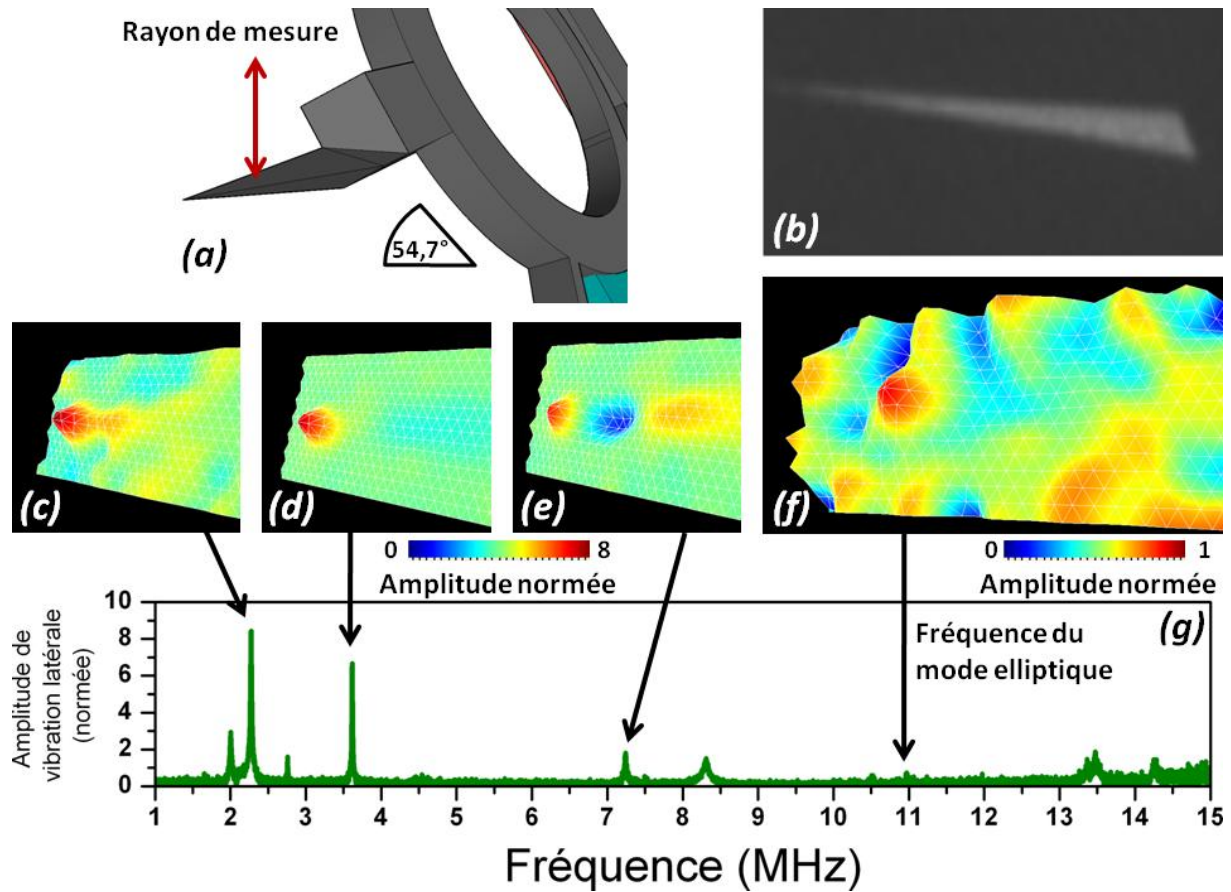 Rayon de mesure
54,7°
(a)
(b)
(c)
(d)
(e)
(f)
0 8
Amplitude normée
0 1
Amplitude normée
Amplitude de
vibration latérale
(normée)
10
8
6
4
2
0
(g)
Fréquence du
mode elliptique
1 2 3 4 5 6 7 8 9 10 11 12 13 14 15
Fréquence (MHz)